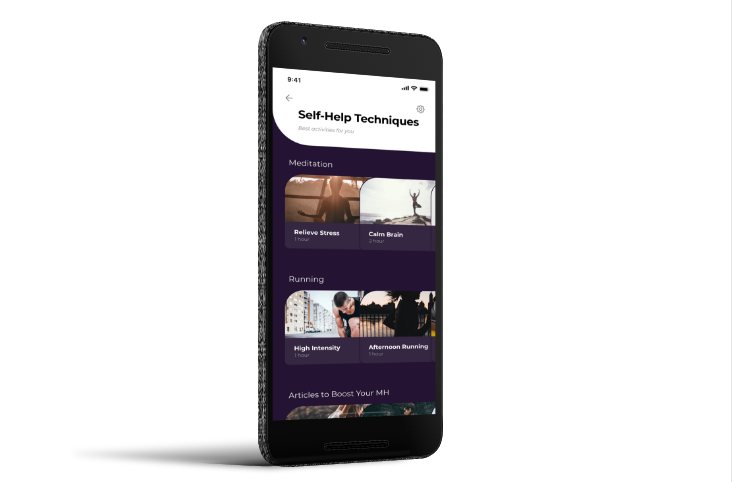 9:41
Self-Help Techniques
Best activities for you
Meditation
Relieve Stress
1 hour
Calm Brain
2 hour
Running
High Intensity
1 hour
Afternoon Running
1 hour
Articles to Boost Your MH